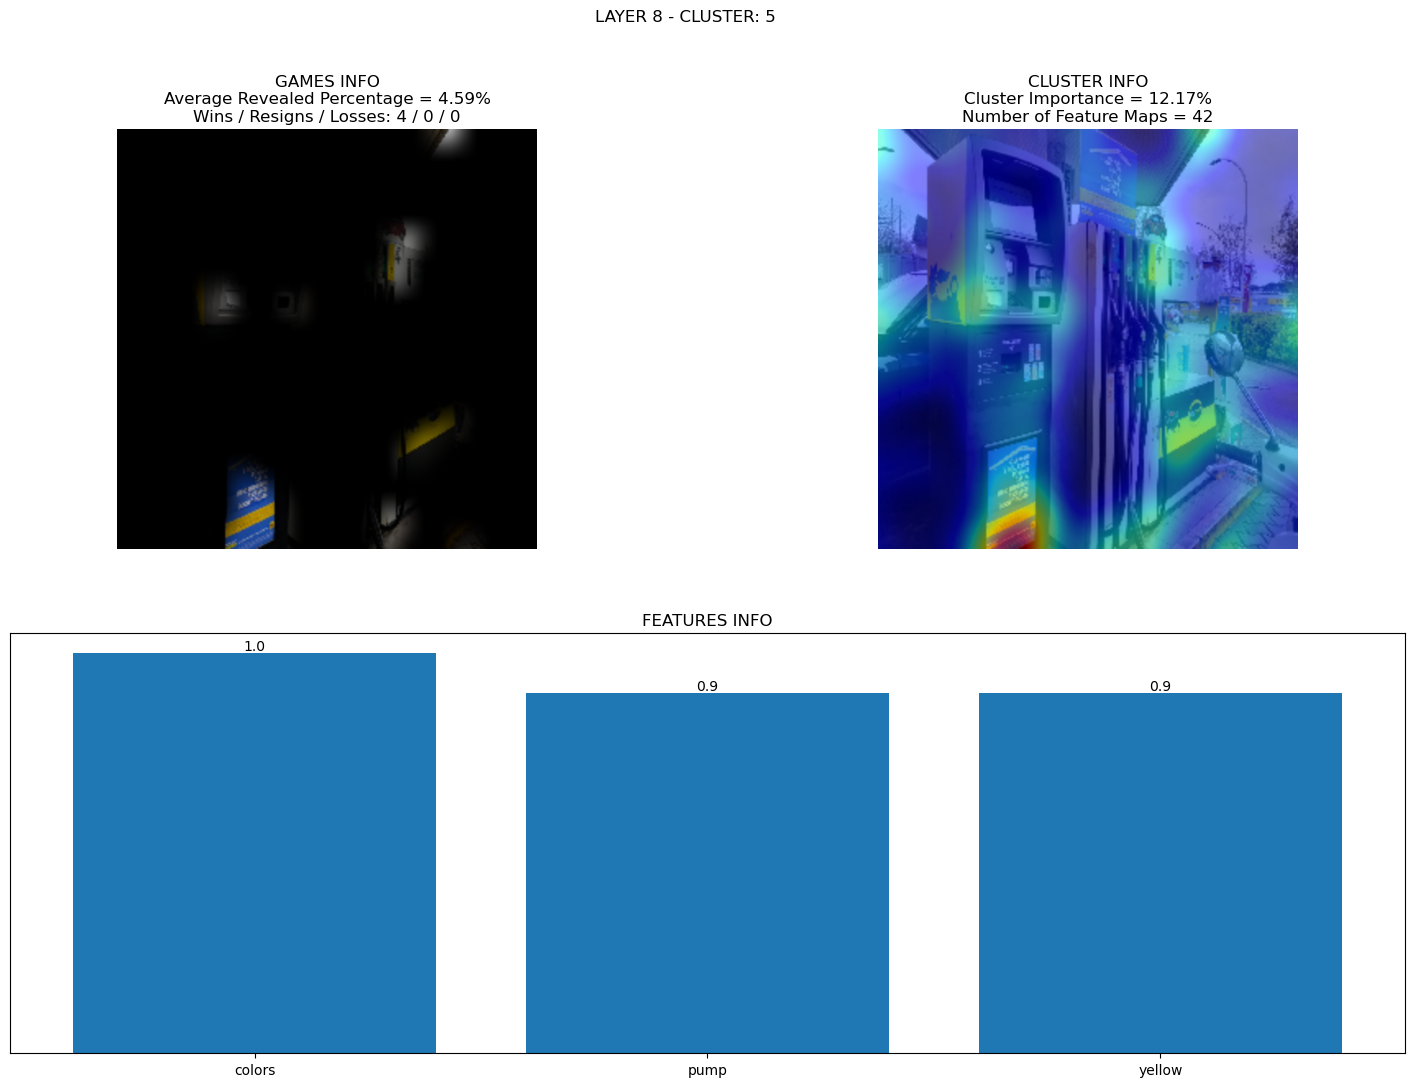 LAYER 8 - CLUSTER: 5
GAMES INFO
Average Revealed Percentage = 4.59%
Wins / Resigns / Losses: 4 / 0 / 0
CLUSTER INFO
Cluster Importance = 12.17%
Number of Feature Maps = 42
FEATURES INFO
1.0
0.9
0.9
colors
pump
yellow